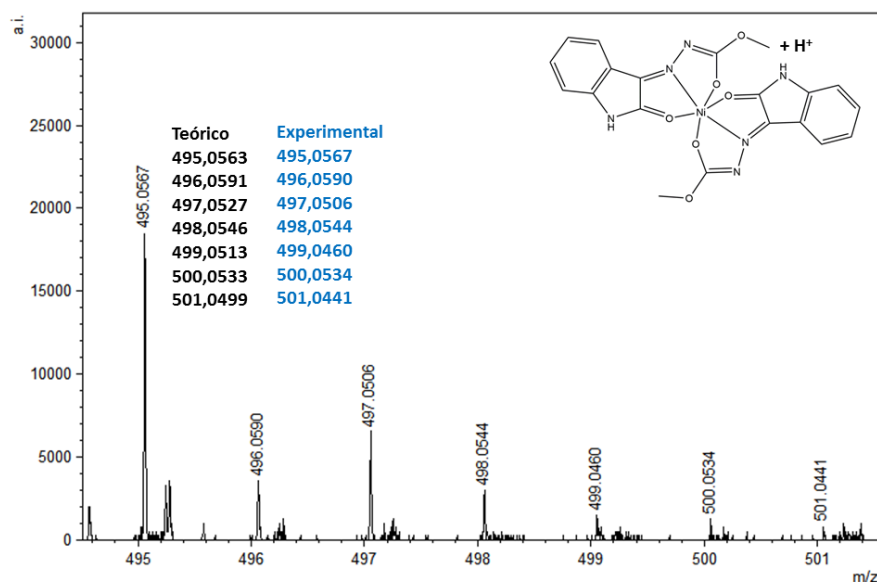 a.i.
30000
25000
20000
15000
10000
5000
0
Teórico Experimental
495,0563 495,0567
496,0591 496,0590
497,0527 497,0506
498,0546 498,0544
499,0513 499,0460
500,0533 500,0534
501,0499 501,0441
495.0567
496.0590
497.0506
498.0544
499.0460
500.0534
501.0441
N
N
O
O
O
NH
Ni
O
NH
N
O
N
O
+ H⁺
495 496 497 498 499 500 501
m/z